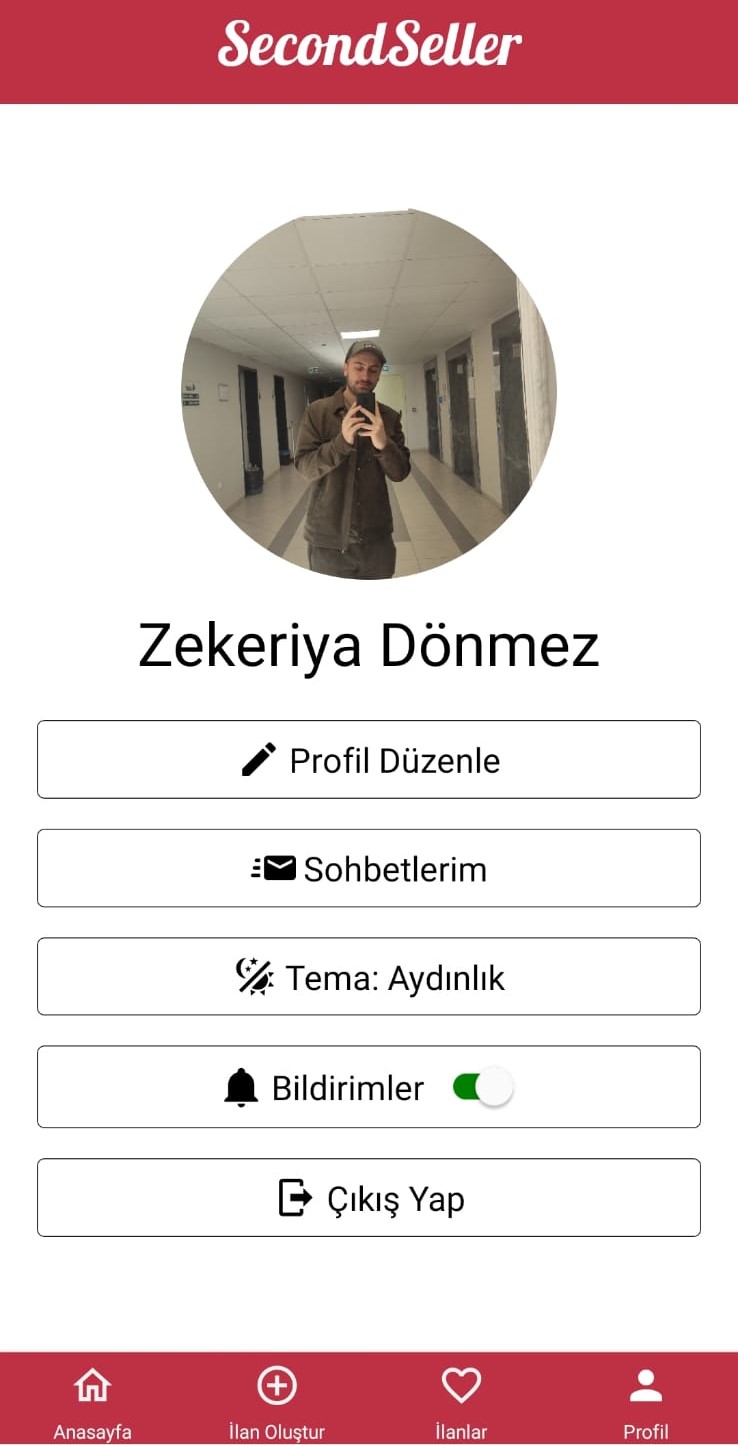 SecondSeller
Zekeriya Dönmez
Profil Düzenle
Sohbetlerim
Tema: Aydınlık
Bildirimler
Çıkış Yap
Anasayfa İlan Oluştur İlanlar Profil